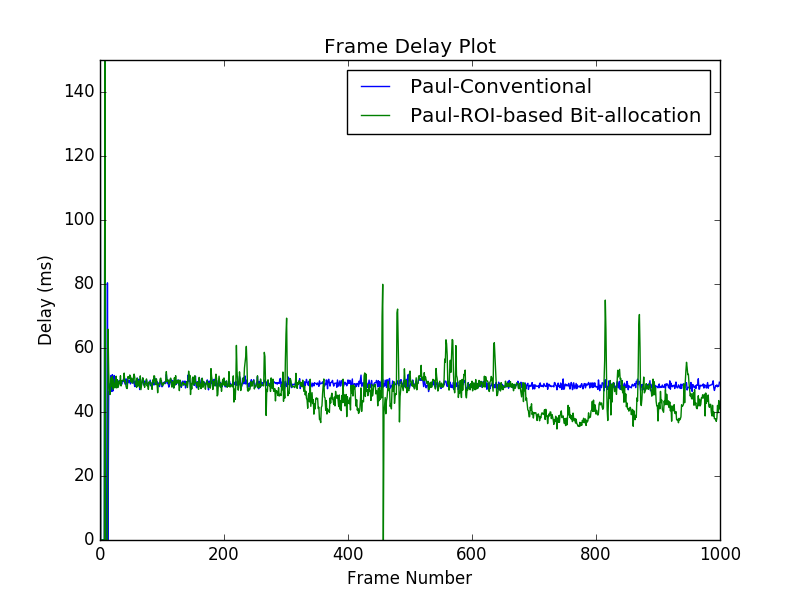 Frame Delay Plot
Paul-Conventional
Paul-ROI-based Bit-allocation
140
120
100
80
60
40
20
0
Delay (ms)
0 200 400 600 800 1000
Frame Number